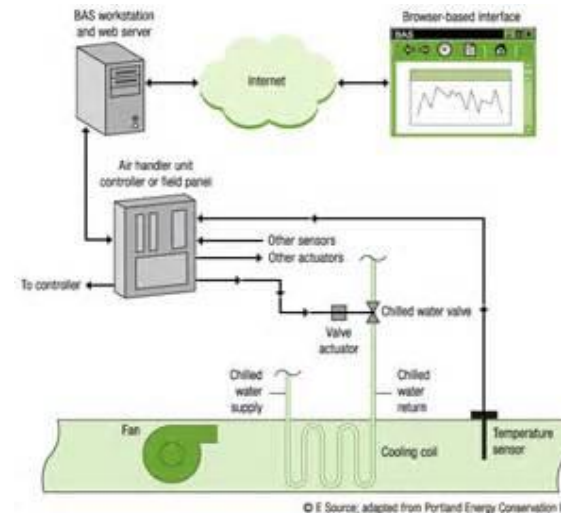 BAS workstation
and web server
Browser-based interface
BAS
Internet
Air handler unit
controller or field panel
Other sensors
Other actuators
To controller
Chilled water valve
Valve
actuator
Chilled
water
supply
Chilled
water
return
Fan
Cooling coil
Temperature
sensor
© E Source; adapted from Portland Energy Conservation